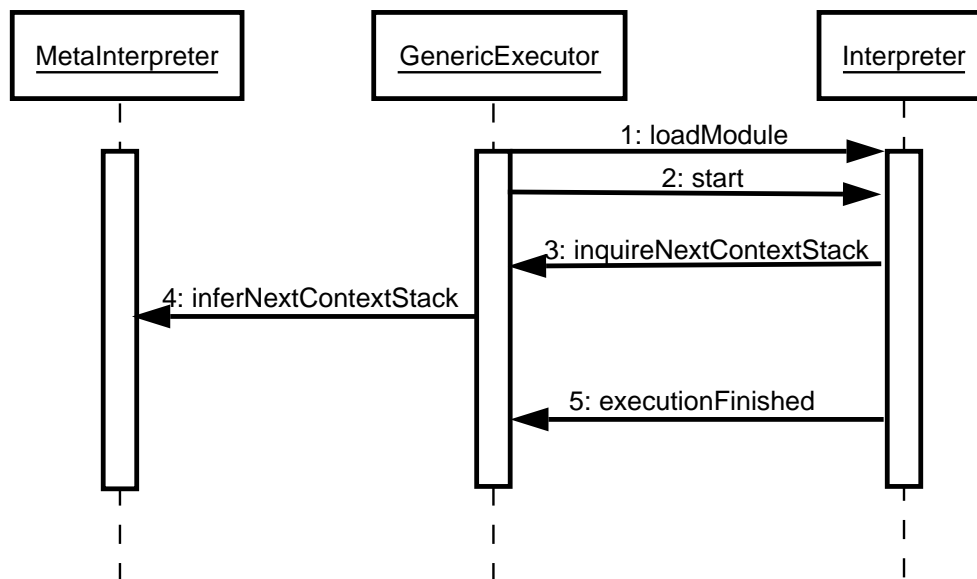 MetaInterpreter
GenericExecutor
Interpreter
1: loadModule
2: start
3: inquireNextContextStack
4: inferNextContextStack
5: executionFinished